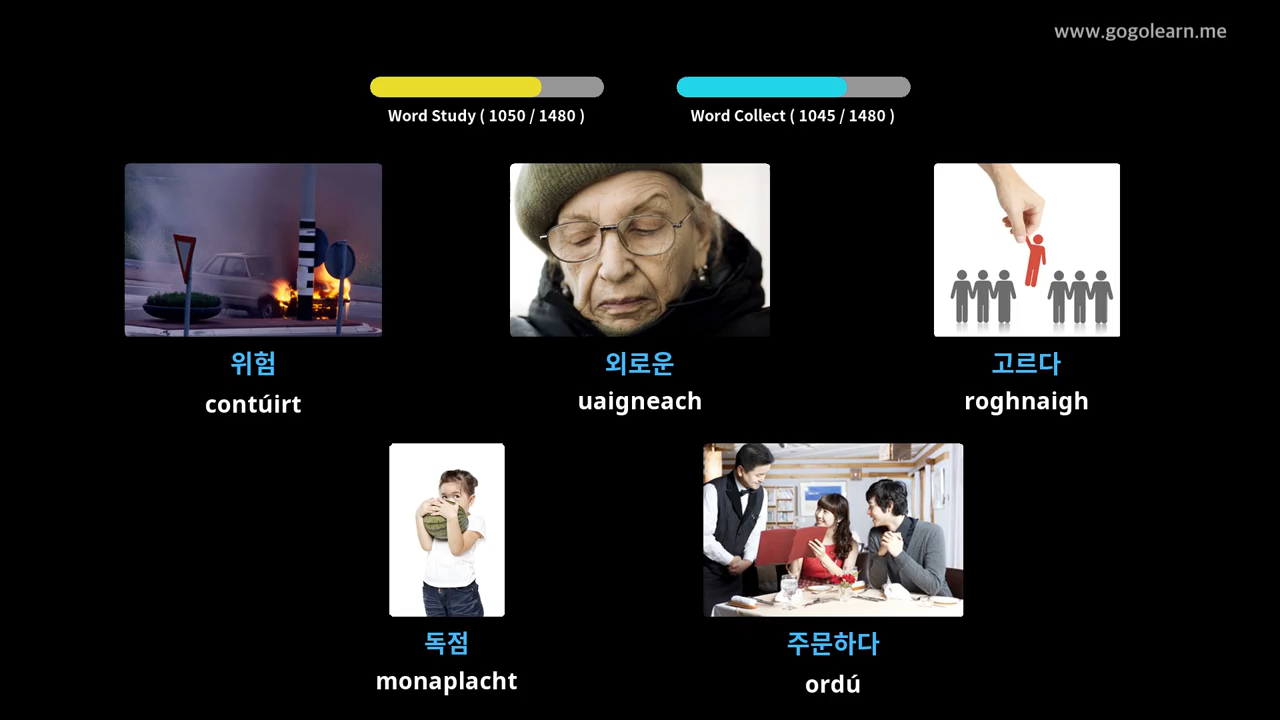 www.gogolearn.me
Word Study ( 1050 / 1480 )
Word Collect ( 1045 / 1480 )
위험
contúirt
외로운
uaigneach
고르다
roghnaigh
독점
monaplacht
주문하다
ordú